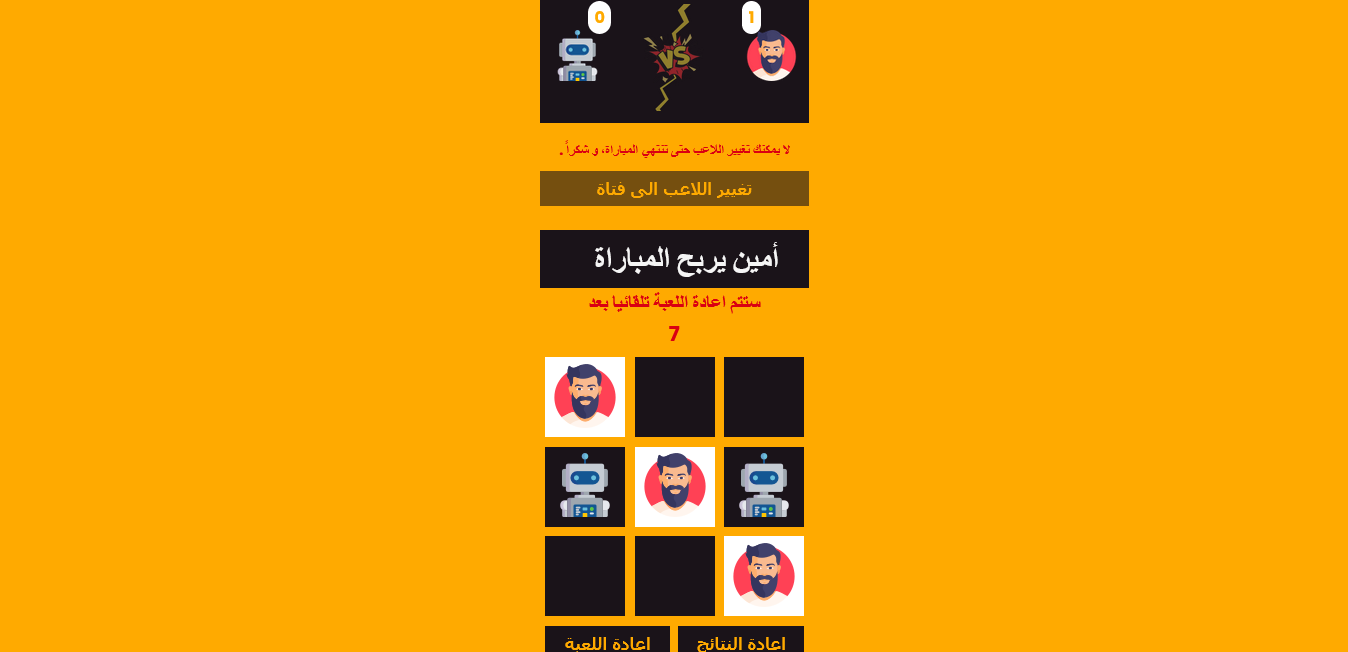 0
1
VS
لا يمكنك تغيير اللاعب حتى تنتهي المباراة، و شكراً .
تغيير اللاعب الى فتاة
أمين يربح المباراة
ستتم اعادة اللعبة تلقائيا بعد
7
اعادة النتائج
اعادة اللعبة